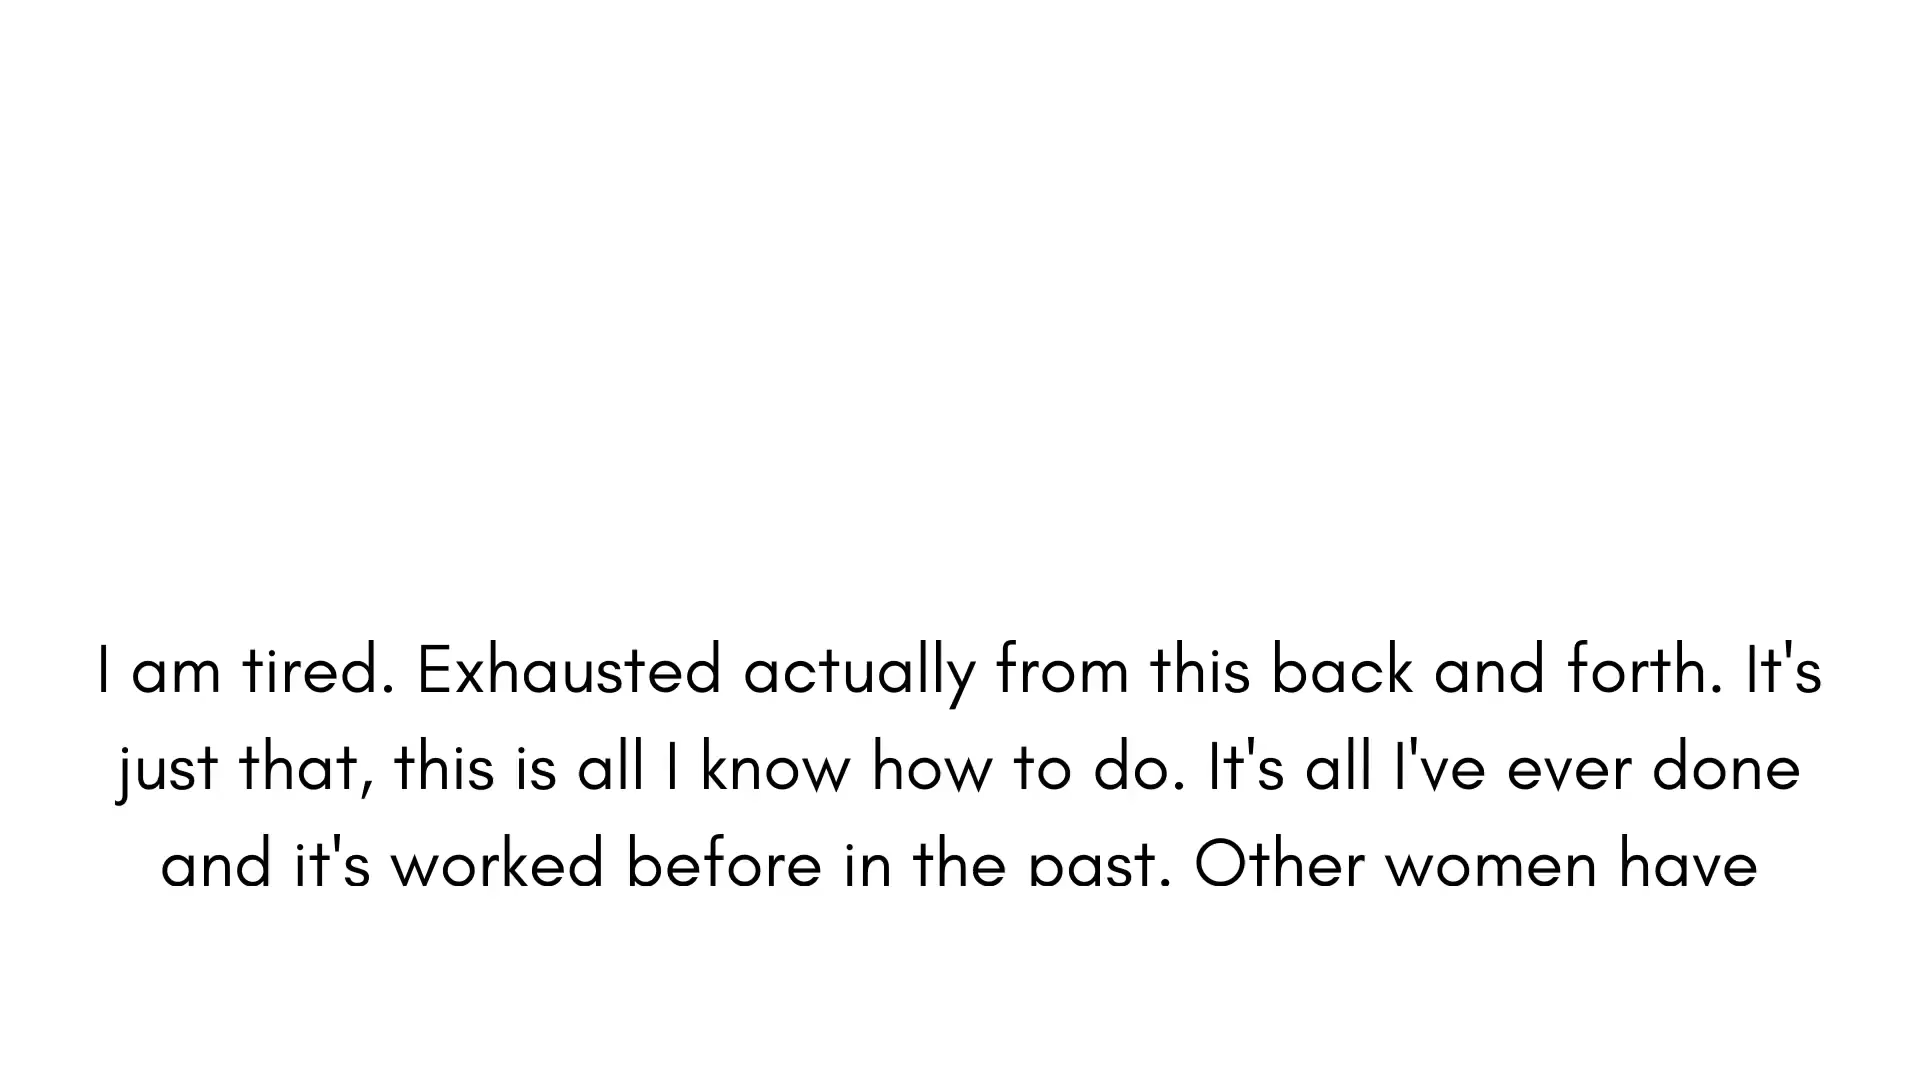 I am tired. Exhausted actually from this back and forth. It's
just that, this is all I know how to do. It's all I've ever done
and it's worked before in the past. Other women have